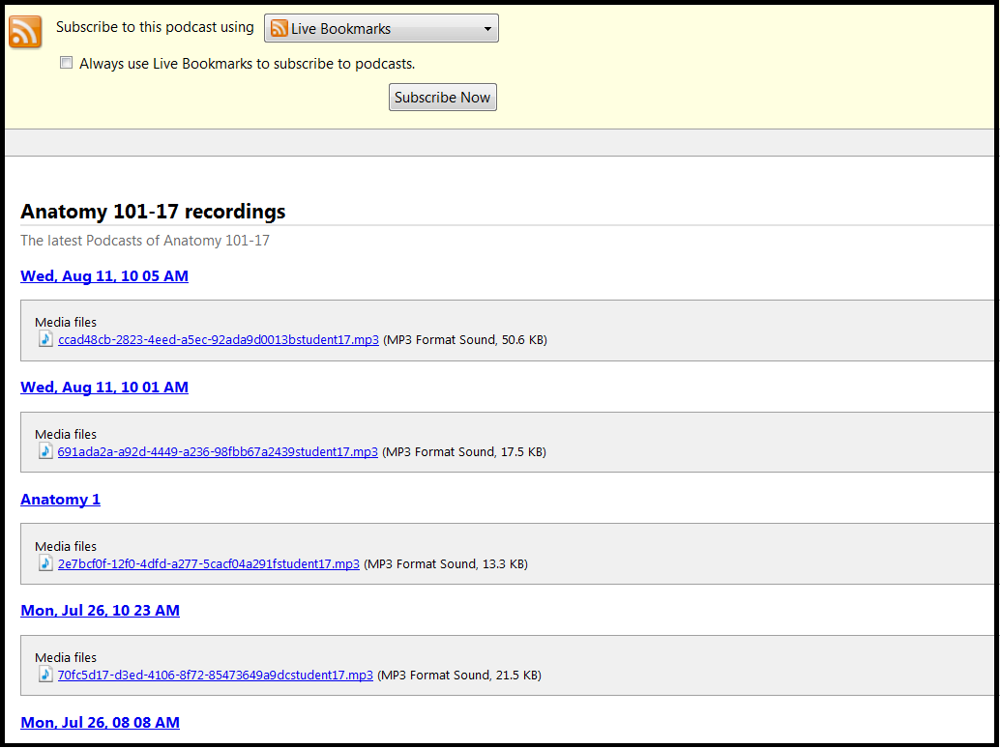 Subscribe to this podcast using Live Bookmarks
Always use Live Bookmarks to subscribe to podcasts.
Subscribe Now
Anatomy 101-17 recordings
The latest Podcasts of Anatomy 101-17
Wed, Aug 11, 10 05 AM
Media files
ccad48cb-2823-4eed-a5ec-92ada9d0013bstudent17.mp3 (MP3 Format Sound, 50.6 KB)
Wed, Aug 11, 10 01 AM
Media files
691ada2a-a92d-4449-a236-98fbb67a2439student17.mp3 (MP3 Format Sound, 17.5 KB)
Anatomy 1
Media files
2e7bcf0f-12f0-4dfd-a277-5cacf04a291fstudent17.mp3 (MP3 Format Sound, 13.3 KB)
Mon, Jul 26, 10 23 AM
Media files
70fc5d17-d3ed-4106-8f72-85473649a9dcstudent17.mp3 (MP3 Format Sound, 21.5 KB)
Mon, Jul 26, 08 08 AM